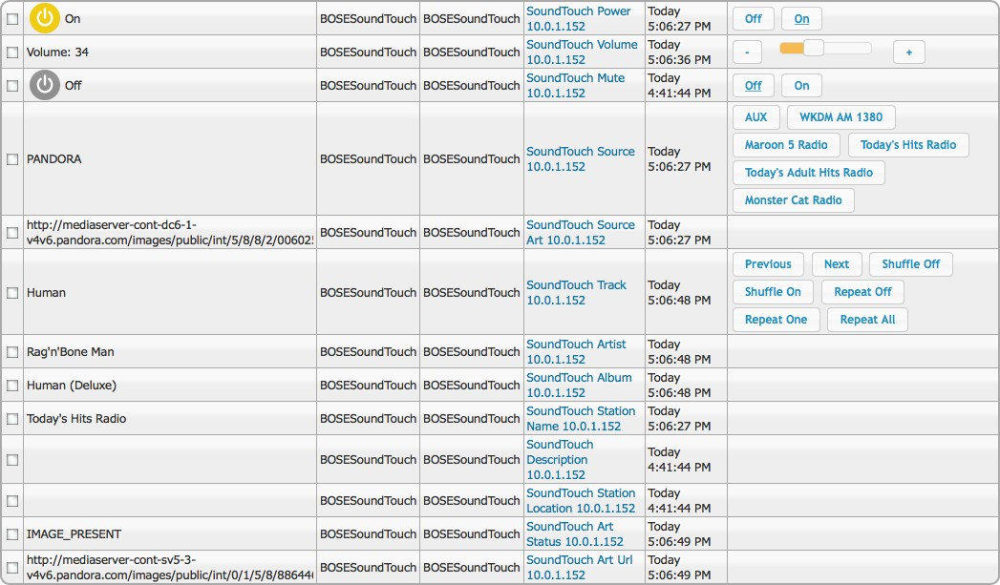 On BOSESoundTouch BOSESoundTouch SoundTouch Power Today Off On
10.0.1.152 5:06:27 PM
Volume: 34 BOSESoundTouch BOSESoundTouch SoundTouch Volume Today - +
10.0.1.152 5:06:36 PM
Off BOSESoundTouch BOSESoundTouch SoundTouch Mute Today Off On
10.0.1.152 4:41:44 PM
PANDORA BOSESoundTouch BOSESoundTouch SoundTouch Source Today
10.0.1.152 5:06:27 PM
AUX WKDM AM 1380
Maroon 5 Radio Today's Hits Radio
Today's Adult Hits Radio
Monster Cat Radio
http://mediaserver-cont-dc6-1- BOSESoundTouch BOSESoundTouch SoundTouch Source Today
v4v6.pandora.com/images/public/int/5/8/8/2/00602 Art 10.0.1.152 5:06:27 PM
Human BOSESoundTouch BOSESoundTouch SoundTouch Track Today
10.0.1.152 5:06:48 PM
Previous Next Shuffle Off
Shuffle On Repeat Off
Repeat One Repeat All
Rag'n'Bone Man BOSESoundTouch BOSESoundTouch SoundTouch Artist Today
10.0.1.152 5:06:48 PM
Human (Deluxe) BOSESoundTouch BOSESoundTouch SoundTouch Album Today
10.0.1.152 5:06:48 PM
Today's Hits Radio BOSESoundTouch BOSESoundTouch SoundTouch Station Today
Name 10.0.1.152 5:06:27 PM
BOSESoundTouch BOSESoundTouch SoundTouch Today
Description 4:41:44 PM
10.0.1.152
BOSESoundTouch BOSESoundTouch SoundTouch Station Today
Location 10.0.1.152 4:41:44 PM
IMAGE_PRESENT BOSESoundTouch BOSESoundTouch SoundTouch Art Today
Status 10.0.1.152 5:06:49 PM
http://mediaserver-cont-sv5-3- BOSESoundTouch BOSESoundTouch SoundTouch Art Url Today
v4v6.pandora.com/images/public/int/0/1/5/8/88644 10.0.1.152 5:06:49 PM